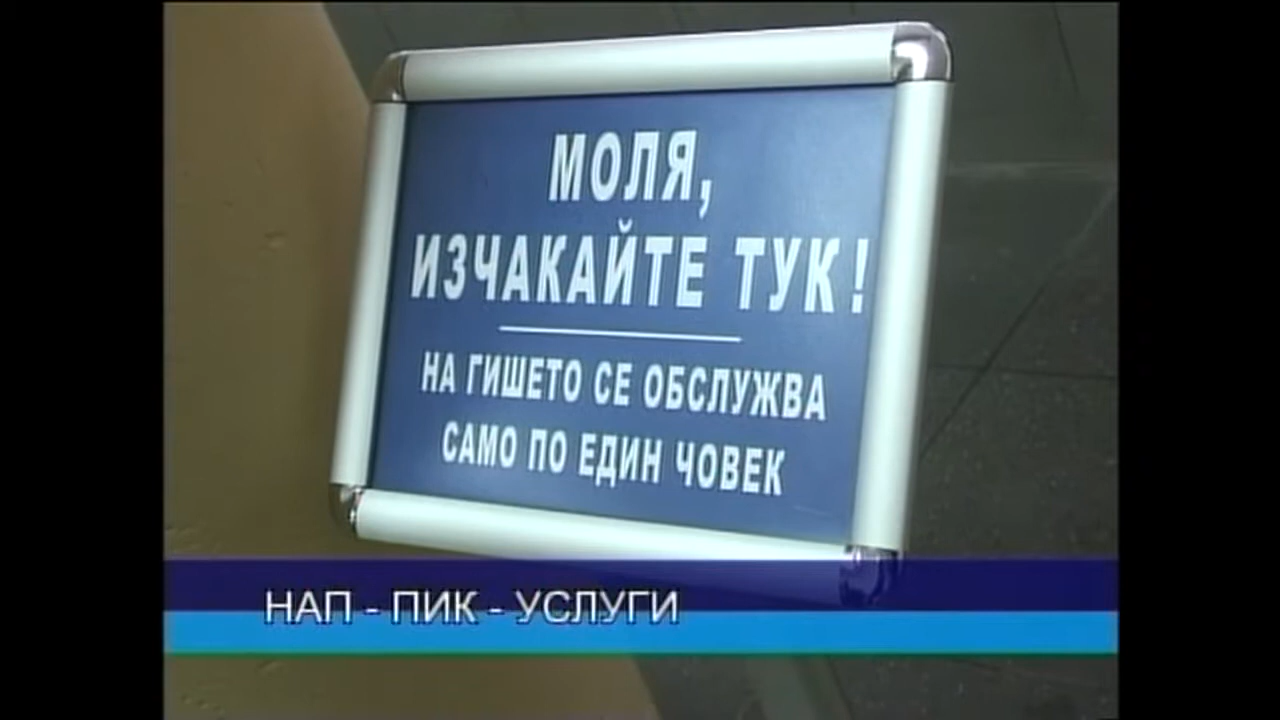 МОЛЯ,
ИЗЧАКАЙТЕ ТУК!
НА ГИШЕТО СЕ ОБСЛУЖВА
САМО ПО ЕДИН ЧОВЕК
НАП - ПИК - УСЛУГИ